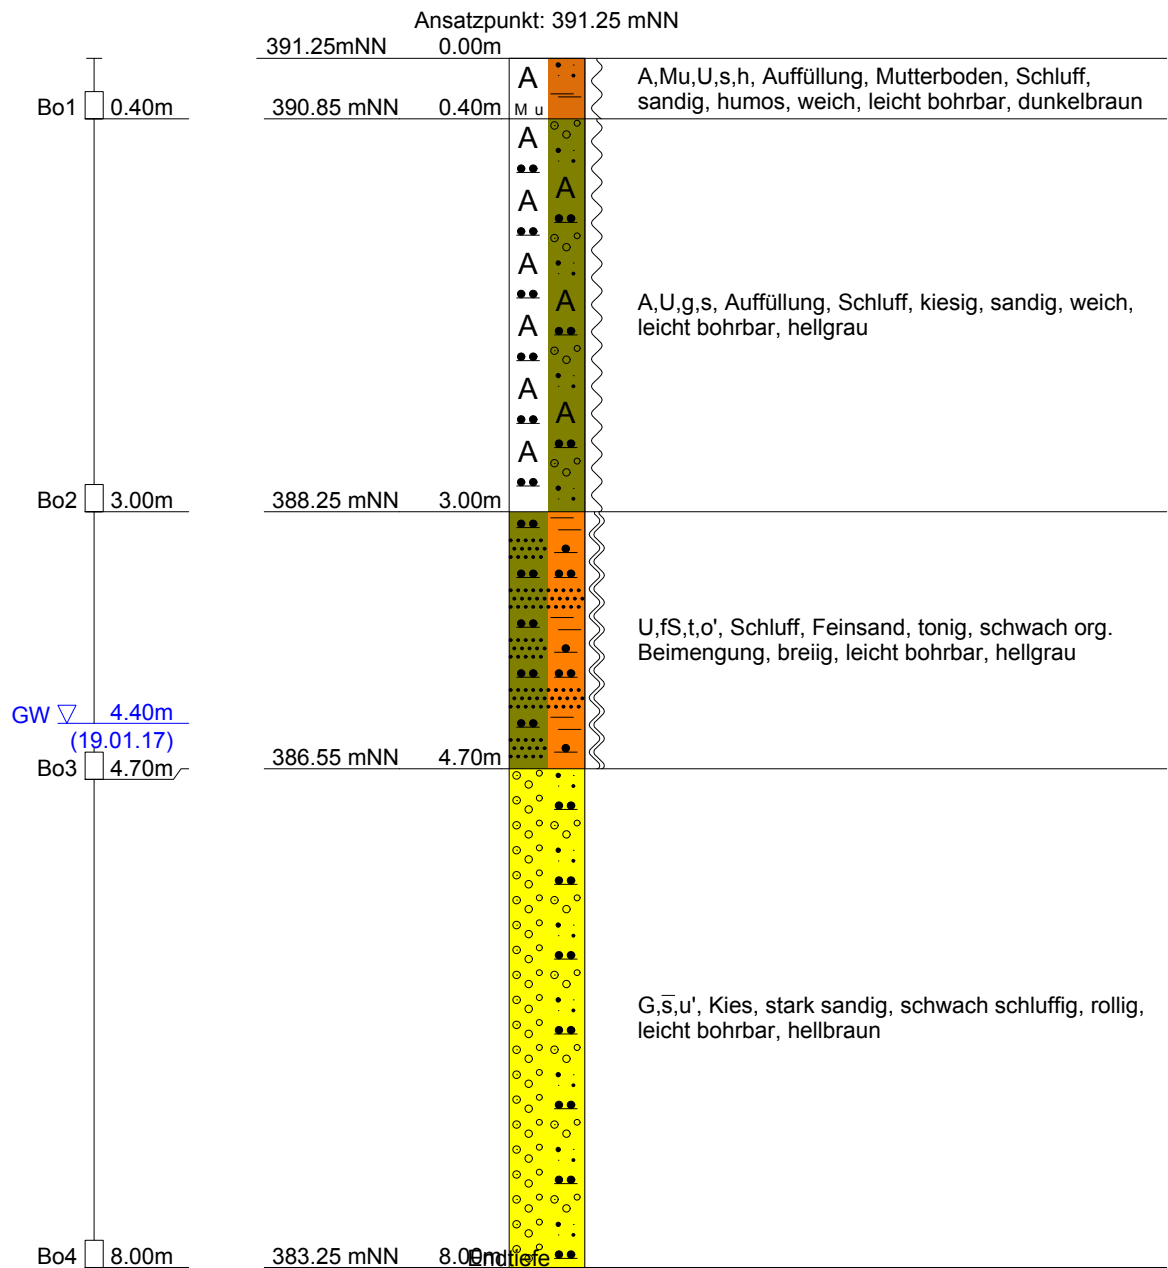 Ansatzpunkt: 391.25 mNN
391.25mNN 0.00m
A
A,Mu,U,s,h, Auffüllung, Mutterboden, Schluff,
sandig, humos, weich, leicht bohrbar, dunkelbraun
Bo1 0.40m 390.85 mNN 0.40m Mu
A
A
A
A
A
A
A
A
A
A,U,g,s, Auffüllung, Schluff, kiesig, sandig, weich,
leicht bohrbar, hellgrau
Bo2 3.00m 388.25 mNN 3.00m
U,fS,t,o', Schluff, Feinsand, tonig, schwach org.
Beimengung, breiig, leicht bohrbar, hellgrau
GW 4.40m
(19.01.17)
Bo3 4.70m 386.55 mNN 4.70m
G,s̅,u', Kies, stark sandig, schwach schluffig, rollig,
leicht bohrbar, hellbraun
Bo4 8.00m 383.25 mNN 8.00m Endtiefe